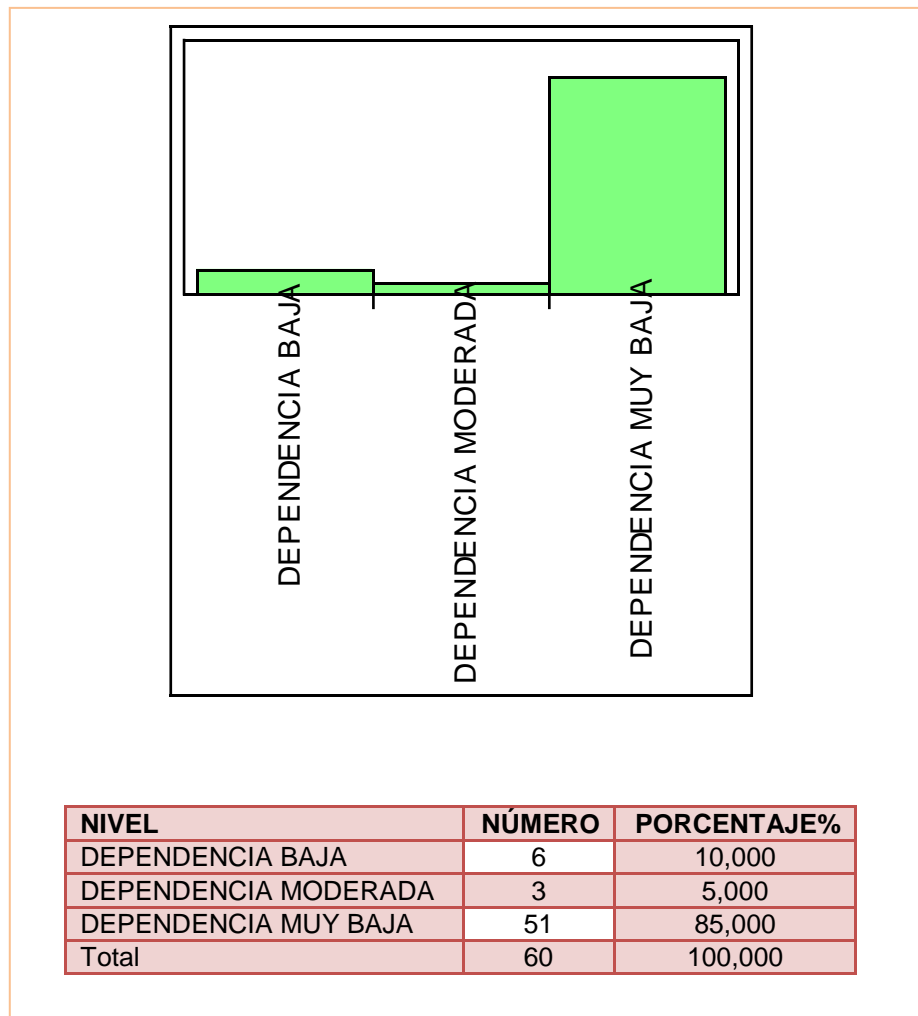 DEPENDENCIA BAJA
DEPENDENCIA MODERADA
DEPENDENCIA MUY BAJA
NIVEL NÚMERO PORCENTAJE%
DEPENDENCIA BAJA 6 10,000
DEPENDENCIA MODERADA 3 5,000
DEPENDENCIA MUY BAJA 51 85,000
Total 60 100,000